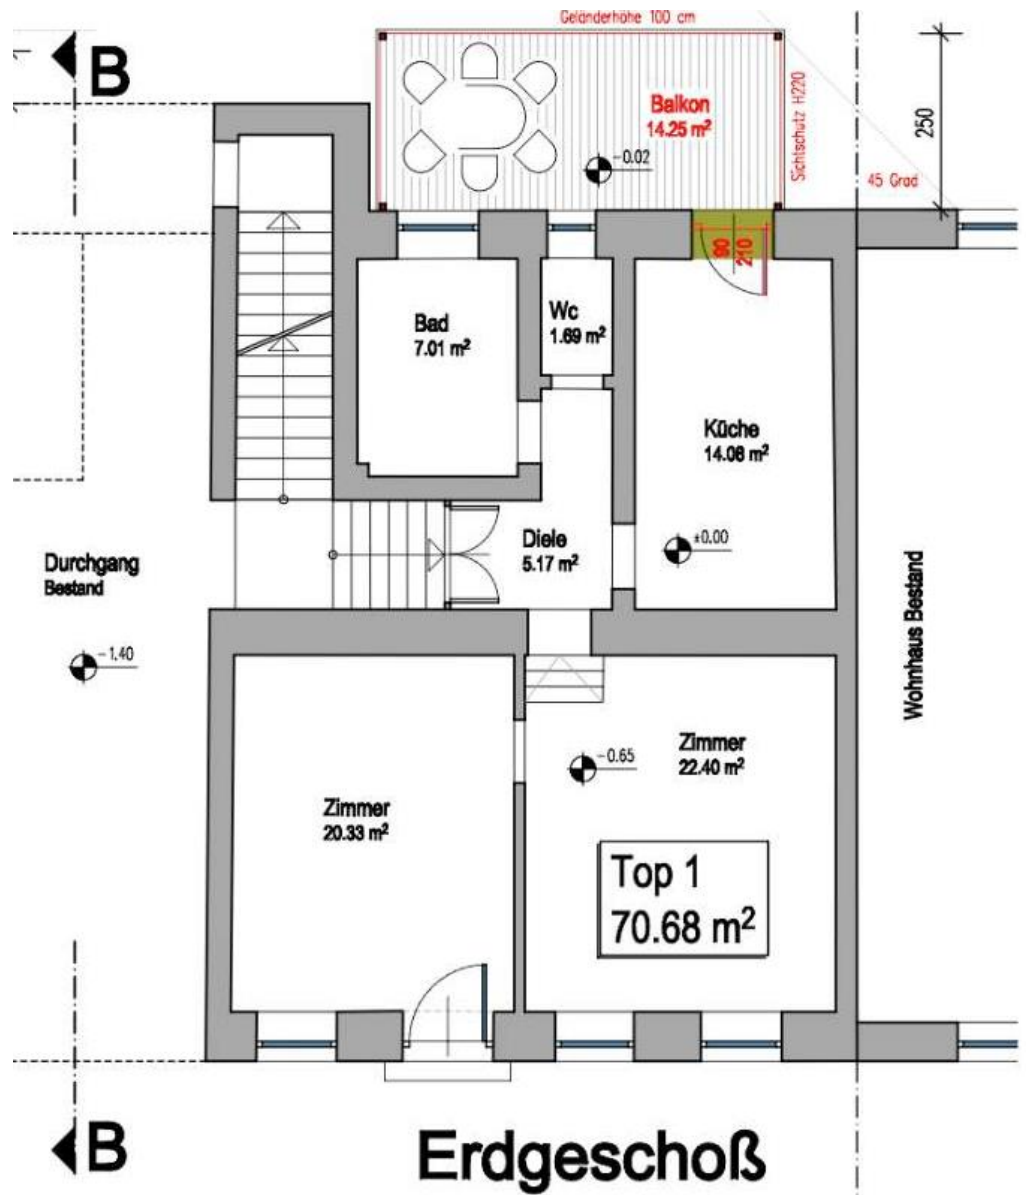 Geländerhöhe 100 cm
B
Balkon
14.25 m²
Sichtschutz H220
250
-0.02
45 Grad
90
210
Bad
7.01 m²
Wc
1.69 m²
Küche
14.06 m²
Diele
5.17 m²
±0.00
Durchgang
Bestand
-1.40
Wohnhaus Bestand
Zimmer
22.40 m²
-0.65
Zimmer
20.33 m²
Top 1
70.68 m²
B
Erdgeschoß